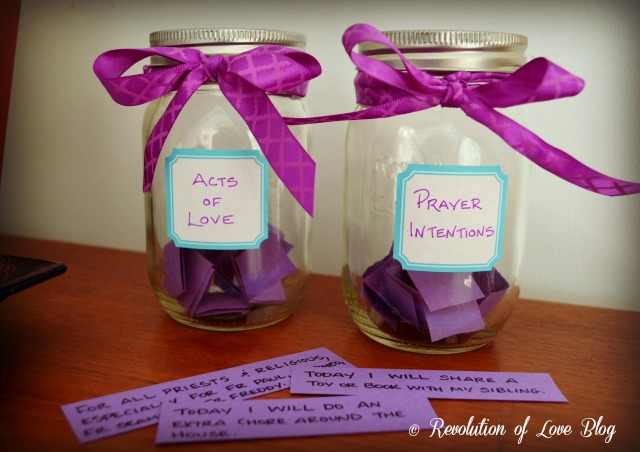 ACTS
OF
LOVE
PRAYER
INTENTIONS
FOR ALL PRIESTS & RELIGIOUS,
ESPECIALLY FOR FR PAUL,
FR FREDDY.
FR
TODAY I WILL SHARE A
TOY OR BOOK WITH MY SIBLING.
TODAY I WILL DO AN
EXTRA CHORE AROUND THE
HOUSE.
© Revolution of Love Blog